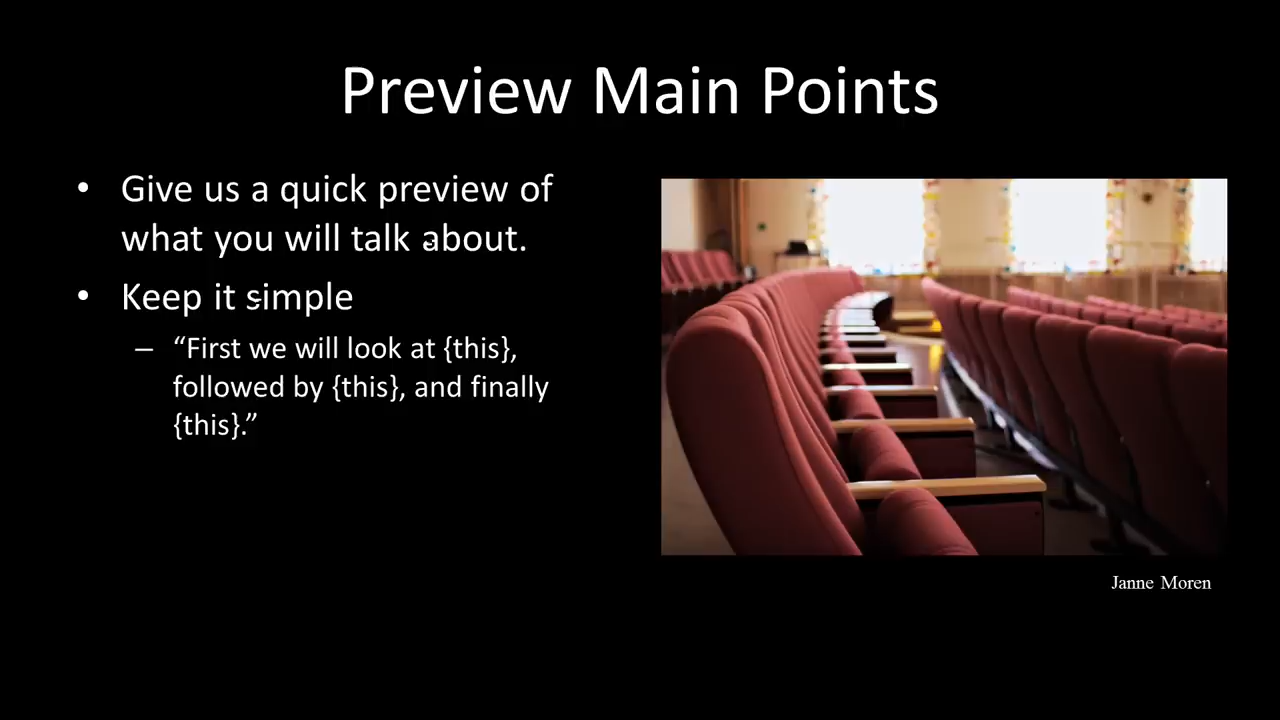 Preview Main Points
• Give us a quick preview of
what you will talk about.
• Keep it simple
– “First we will look at {this},
followed by {this}, and finally
{this}.”
Janne Moren